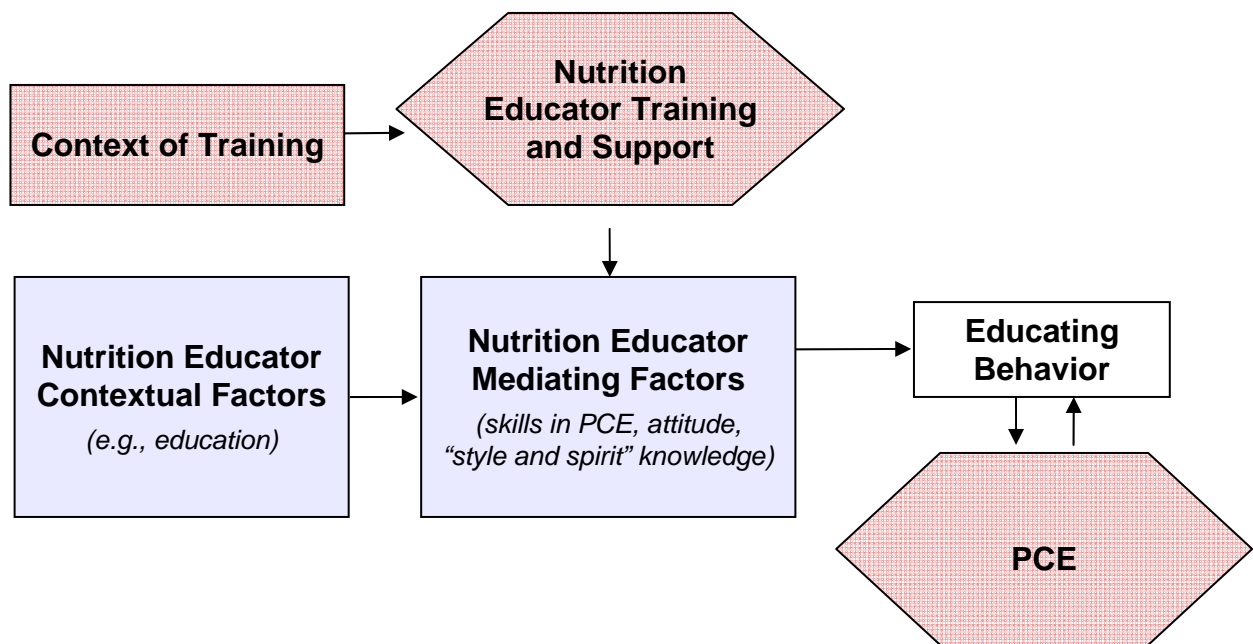 Nutrition
Educator Training
and Support
Context of Training
Nutrition Educator
Contextual Factors
(e.g., education)
Nutrition Educator
Mediating Factors
(skills in PCE, attitude,
“style and spirit” knowledge)
Educating
Behavior
PCE